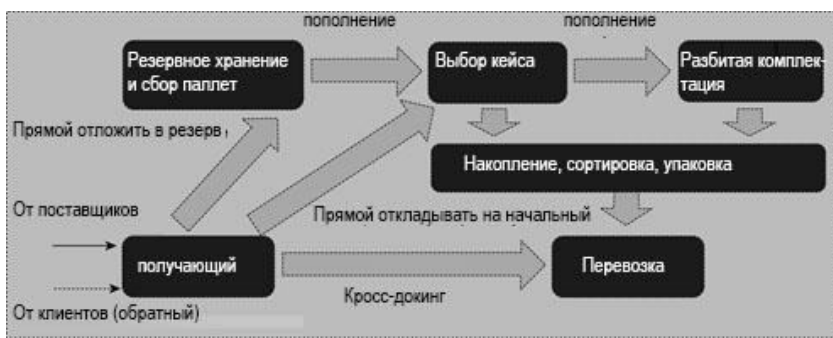 пополнение
пополнение
Резервное хранение
и сбор паллет
Выбор кейса
Разбитая комплек-
тация
Прямой отложить в резерв
Накопление, сортировка, упаковка
От поставщиков
Прямой откладывать на начальный
получающий
Перевозка
Кросс-докинг
От клиентов (обратный)